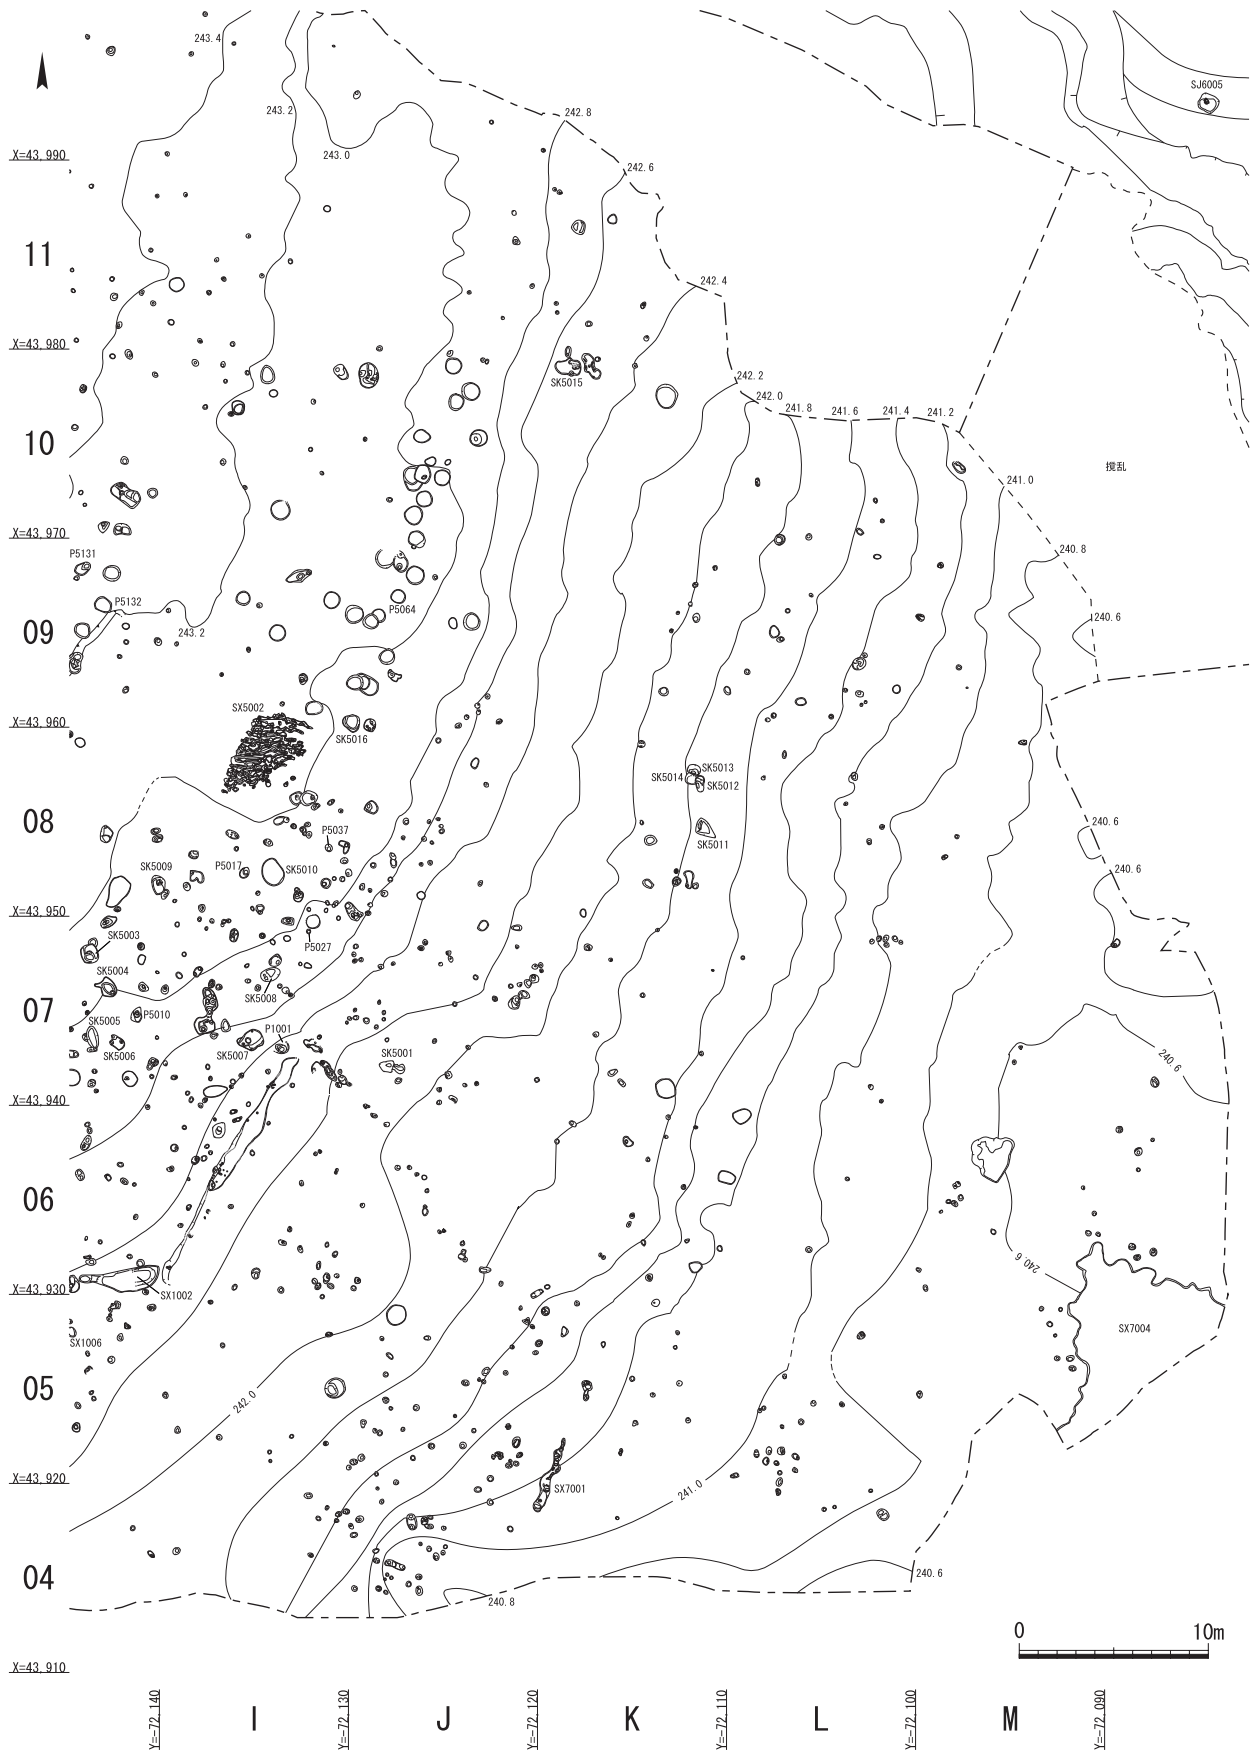 243.4
SJ6005
243.2
242.8
243.0
X=43,990
242.6
11
242.4
X=43,980
242.2
SK5015
242.0
241.8
241.6
241.4
241.2
10
撹乱
241.0
X=43,970
P5131
240.8
P5132
P5064
240.6
09
243.2
SX5002
X=43,960
SK5016
SK5013
SK5014
SK5012
08
240.6
P5037
SK5011
SK5009
P5017
SK5010
240.6
X=43,950
SK5003
P5027
SK5004
SK5008
07
P5010
SK5005
P1001
SK5006
SK5007
SK5001
240.6
X=43,940
06
240.6
X=43,930
SX1002
SX7004
SX1006
05
242.0
X=43,920
SX7001
241.0
04
240.6
240.8
0 10m
X=43,910
Y=-72,140
I
Y=-72,130
J
Y=-72,120
K
Y=-72,110
L
Y=-72,100
M
Y=-72,090